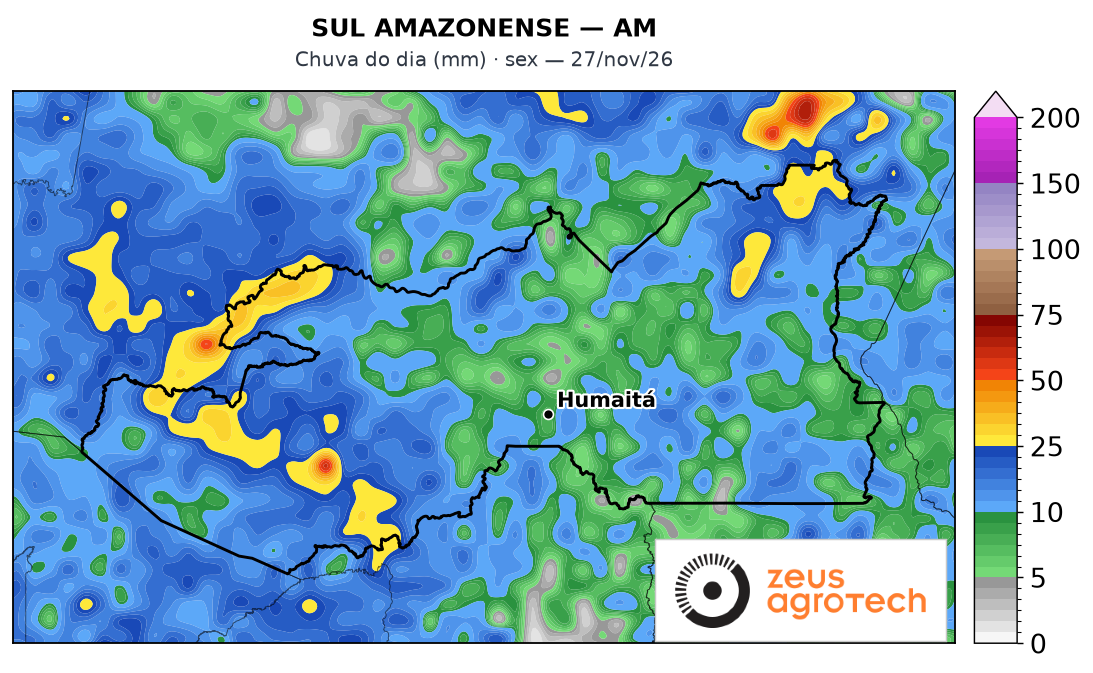 SUL AMAZONENSE — AM
Chuva do dia (mm) · sex — 27/nov/26
200
150
100
75
50
25
10
5
0
Humaitá
zeus
agrotech